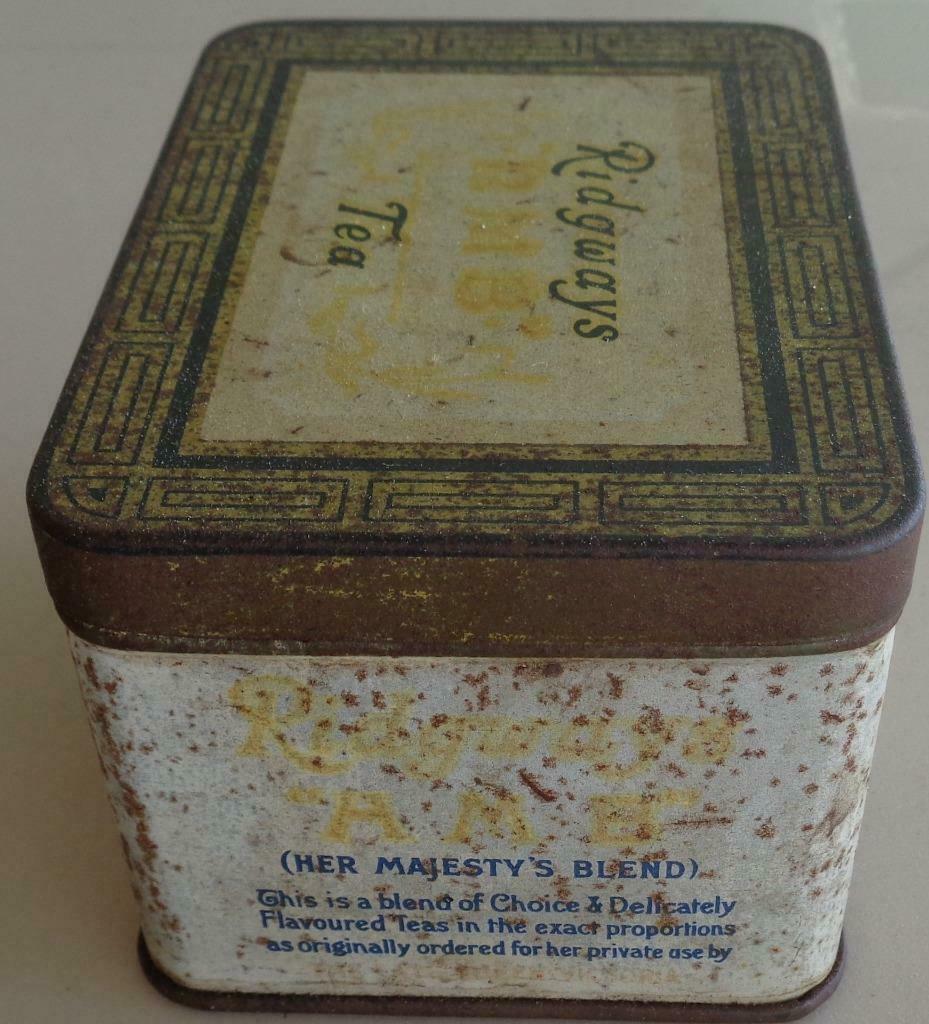 Ridgways
"HMB"
Tea
Ridgways
"H M B"
(HER MAJESTY'S BLEND)
This is a blend of Choice & Delicately
Flavoured Teas in the exact proportions
as originally ordered for her private use by